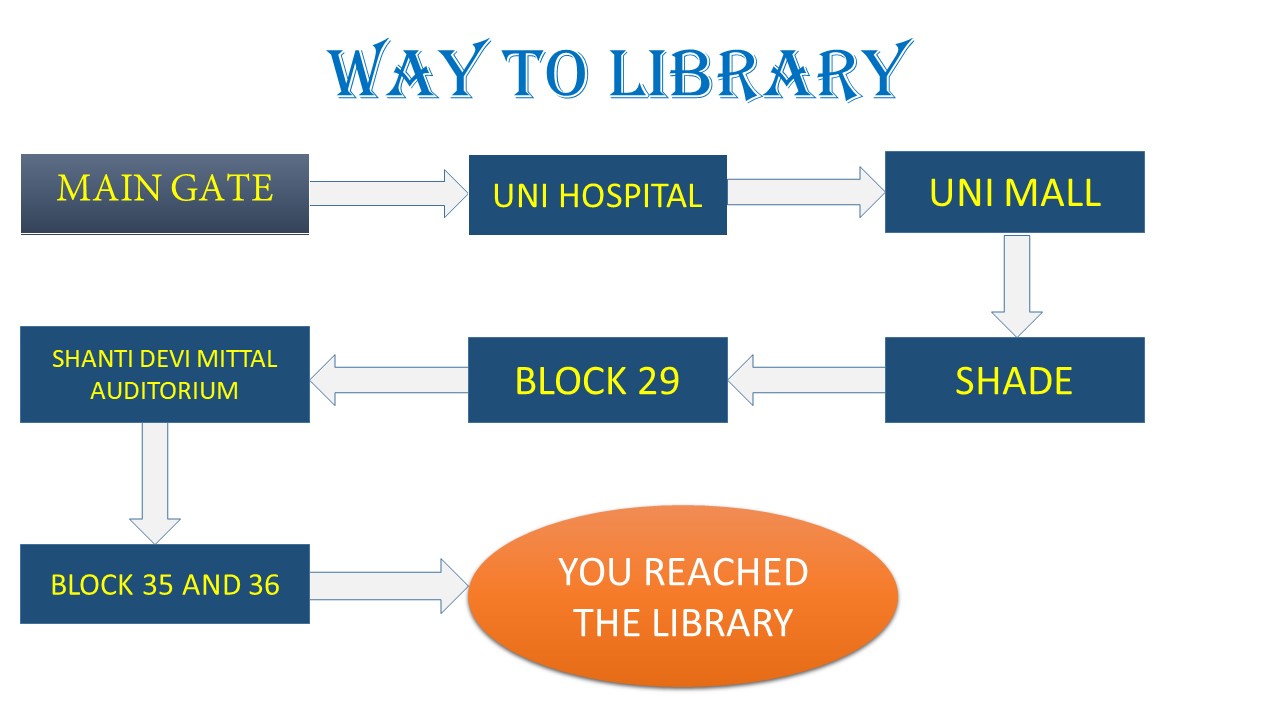 WAY TO LIBRARY
MAIN GATE
UNI HOSPITAL
UNI MALL
SHADE
BLOCK 29
SHANTI DEVI MITTAL
AUDITORIUM
BLOCK 35 AND 36
YOU REACHED
THE LIBRARY